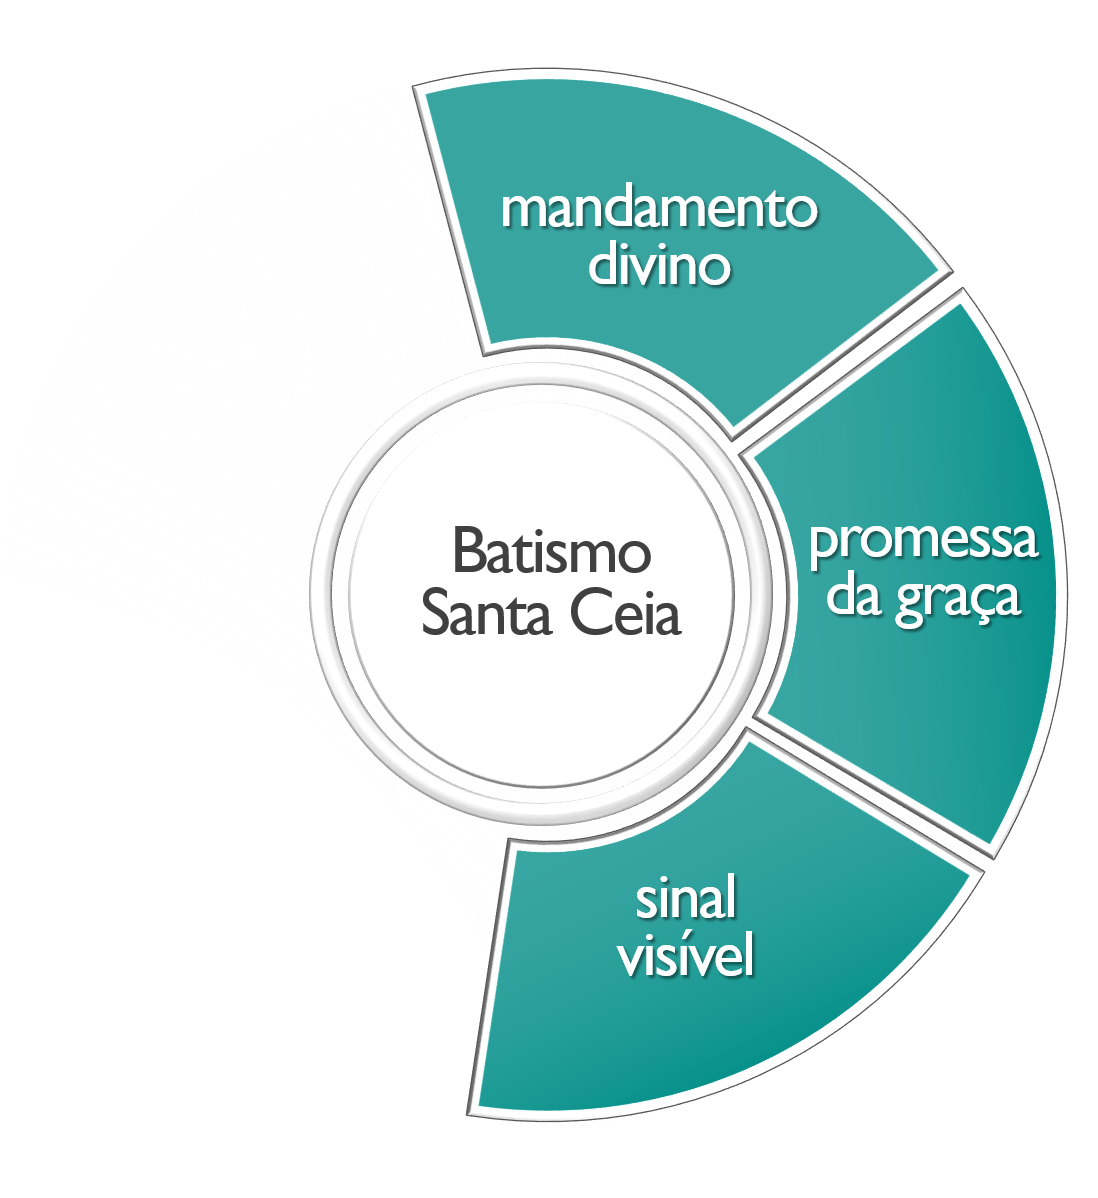 mandamento
divino
promessa
da graça
Batismo
Santa Ceia
sinal
visível